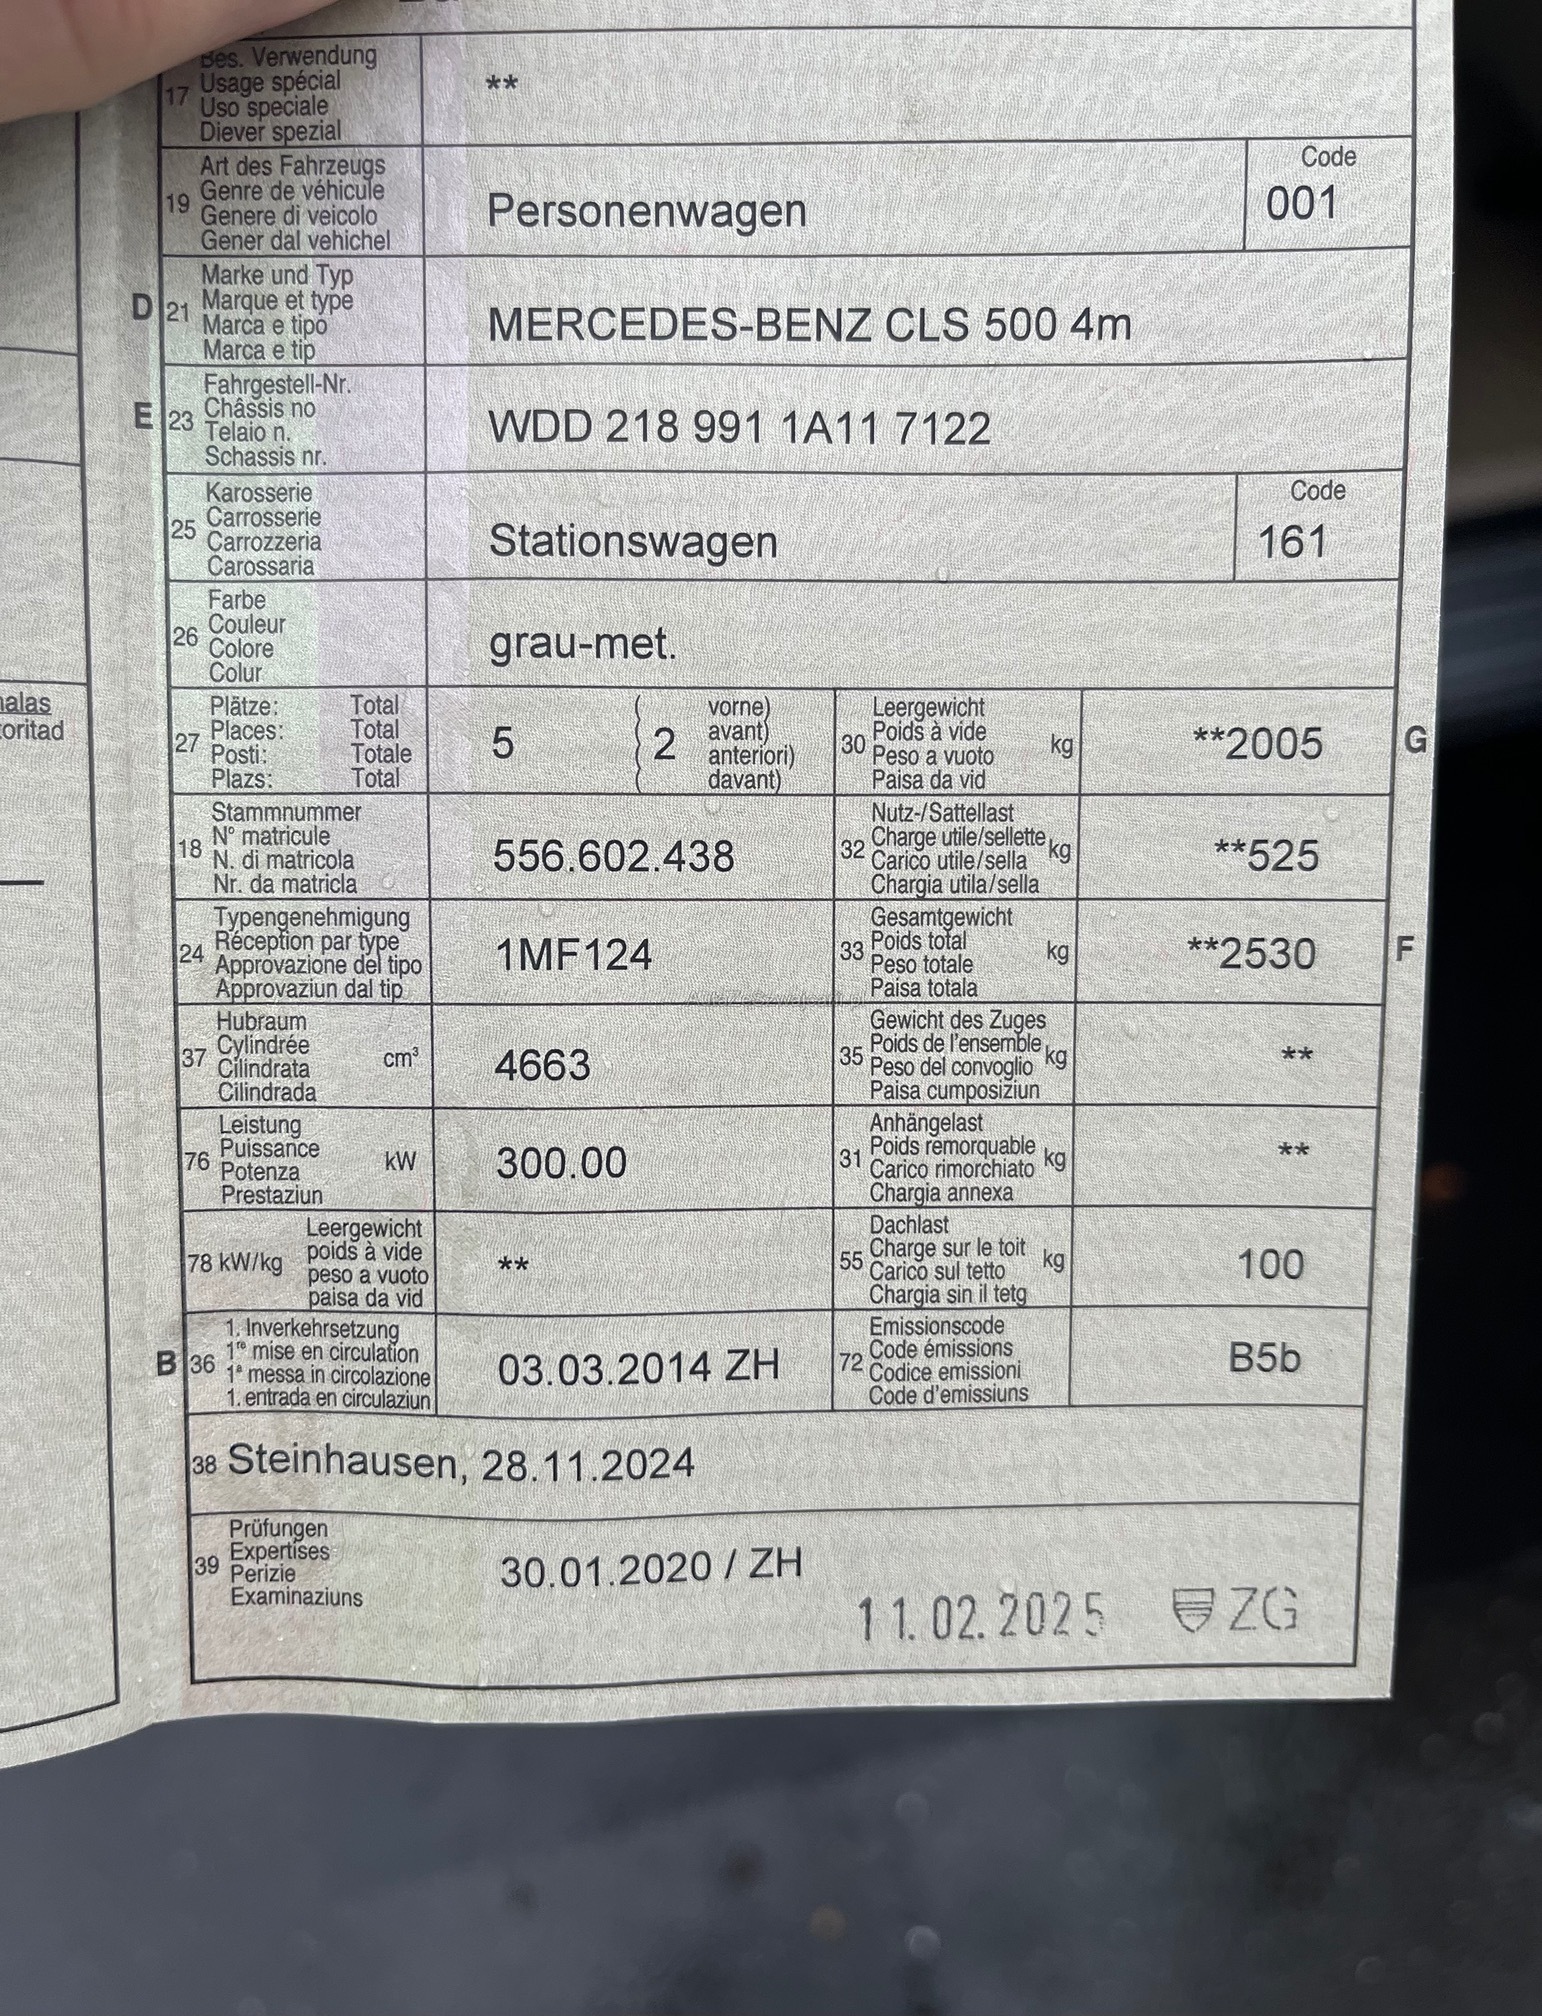 Bes. Verwendung
17 Usage spécial
Uso speciale
Diever spezial
**
Art des Fahrzeugs
19 Genre de véhicule
Genere di veicolo
Gener dal vehichel
Personenwagen
Code
001
D 21 Marke und Typ
Marque et type
Marca e tipo
Marca e tip
MERCEDES-BENZ CLS 500 4m
E 23 Fahrgestell-Nr.
Châssis no
Telaio n.
Schassis nr.
WDD 218 991 1A11 7122
25 Karosserie
Carrosserie
Carrozzeria
Carossaria
Stationswagen
Code
161
26 Farbe
Couleur
Colore
Colur
grau-met.
nalas
oritad
27 Plätze: Total
Places: Total
Posti: Totale
Plazs: Total
5
2
vorne)
avant)
anteriori)
davant)
30 Leergewicht
Poids à vide
Peso a vuoto
Paisa da vid
kg
**2005
G
18 Stammnummer
N° matricule
N. di matricola
Nr. da matricla
556.602.438
32 Nutz-/Sattellast
Charge utile/sellette
Carico utile/sella
Chargia utila/sella
kg
**525
24 Typengenehmigung
Réception par type
Approvazione del tipo
Approvaziun dal tip
1MF124
33 Gesamtgewicht
Poids total
Peso totale
Paisa totala
kg
**2530
F
37 Hubraum
Cylindrée
Cilindrata
Cilindrada
cm³
4663
35 Gewicht des Zuges
Poids de l'ensemble
Peso del convoglio
Paisa cumposiziun
kg
**
76 Leistung
Puissance
Potenza
Prestaziun
kW
300.00
31 Anhängelast
Poids remorquable
Carico rimorchiato
Chargia annexa
kg
**
78 kW/kg
Leergewicht
poids à vide
peso a vuoto
paisa da vid
**
55 Dachlast
Charge sur le toit
Carico sul tetto
Chargia sin il tetg
kg
100
B 36 1. Inverkehrsetzung
1re mise en circulation
1a messa in circolazione
1. entrada en circulaziun
03.03.2014 ZH
72 Emissionscode
Code émissions
Codice emissioni
Code d'emissiuns
B5b
38 Steinhausen, 28.11.2024
39 Prüfungen
Expertises
Perizie
Examinaziuns
30.01.2020 / ZH
11.02.2025 ZG